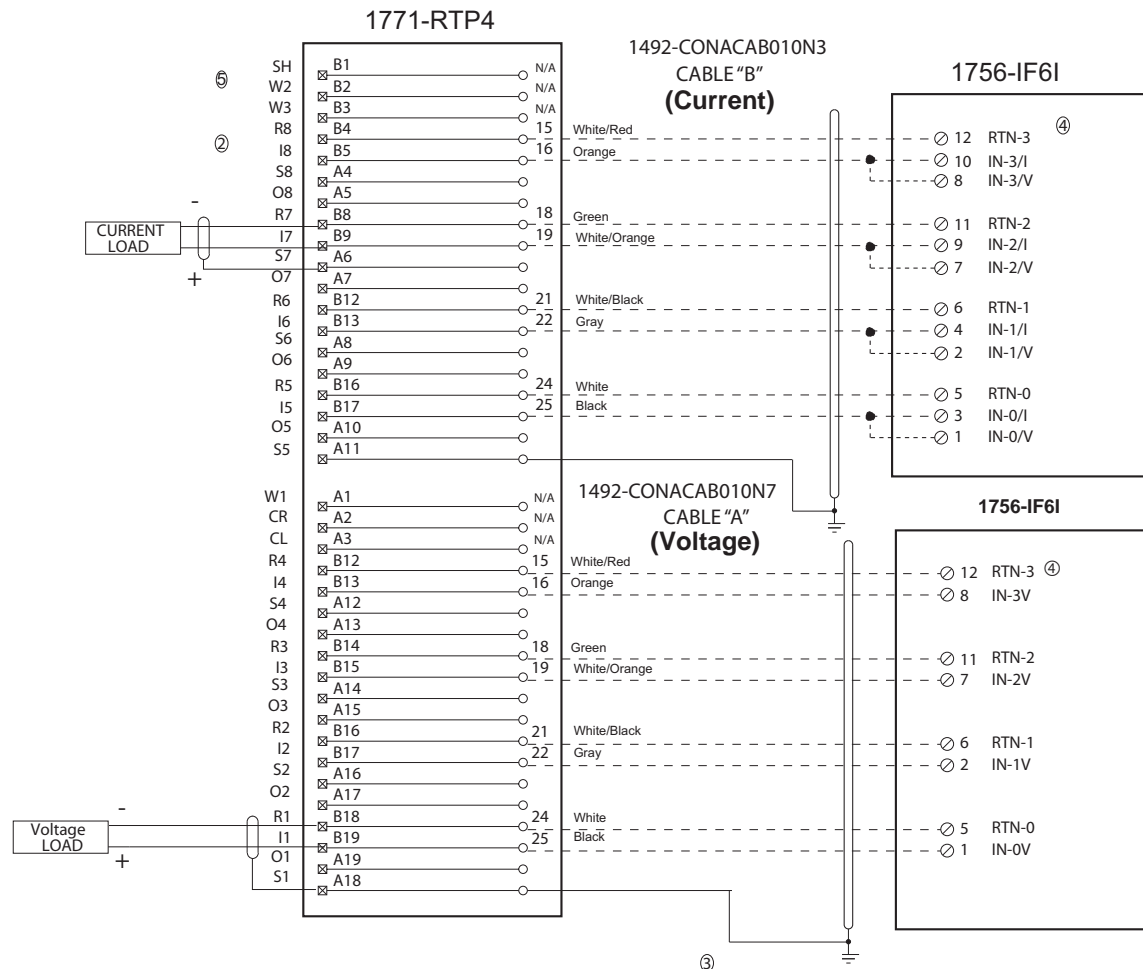 1771-RTP4
1492-CONACAB010N3
CABLE “B”
(Current)
1756-IF6I
⑤
②
④
SH B1 N/A
W2 B2 N/A
W3 B3 N/A
R8 B4 15 White/Red 12 RTN-3
I8 B5 16 Orange 10 IN-3/I
S8 A4 8 IN-3/V
O8 A5
R7 B8 18 Green 11 RTN-2
I7 B9 19 White/Orange 9 IN-2/I
S7 A6 7 IN-2/V
O7 A7
-
CURRENT
LOAD
+
R6 B12 21 White/Black 6 RTN-1
I6 B13 22 Gray 4 IN-1/I
S6 A8 2 IN-1/V
O6 A9
R5 B16 24 White 5 RTN-0
I5 B17 25 Black 3 IN-0/I
O5 A10 1 IN-0/V
S5 A11
1492-CONACAB010N7
CABLE “A”
(Voltage)
1756-IF6I
W1 A1 N/A
CR A2 N/A
CL A3 N/A
R4 B12 15 White/Red 12 RTN-3 ④
I4 B13 16 Orange 8 IN-3V
S4 A12
O4 A13
R3 B14 18 Green 11 RTN-2
I3 B15 19 White/Orange 7 IN-2V
S3 A14
O3 A15
R2 B16 21 White/Black 6 RTN-1
I2 B17 22 Gray 2 IN-1V
S2 A16
O2 A17
R1 B18 24 White 5 RTN-0
I1 B19 25 Black 1 IN-0V
O1 A19
S1 A18
-
Voltage
LOAD
+
③